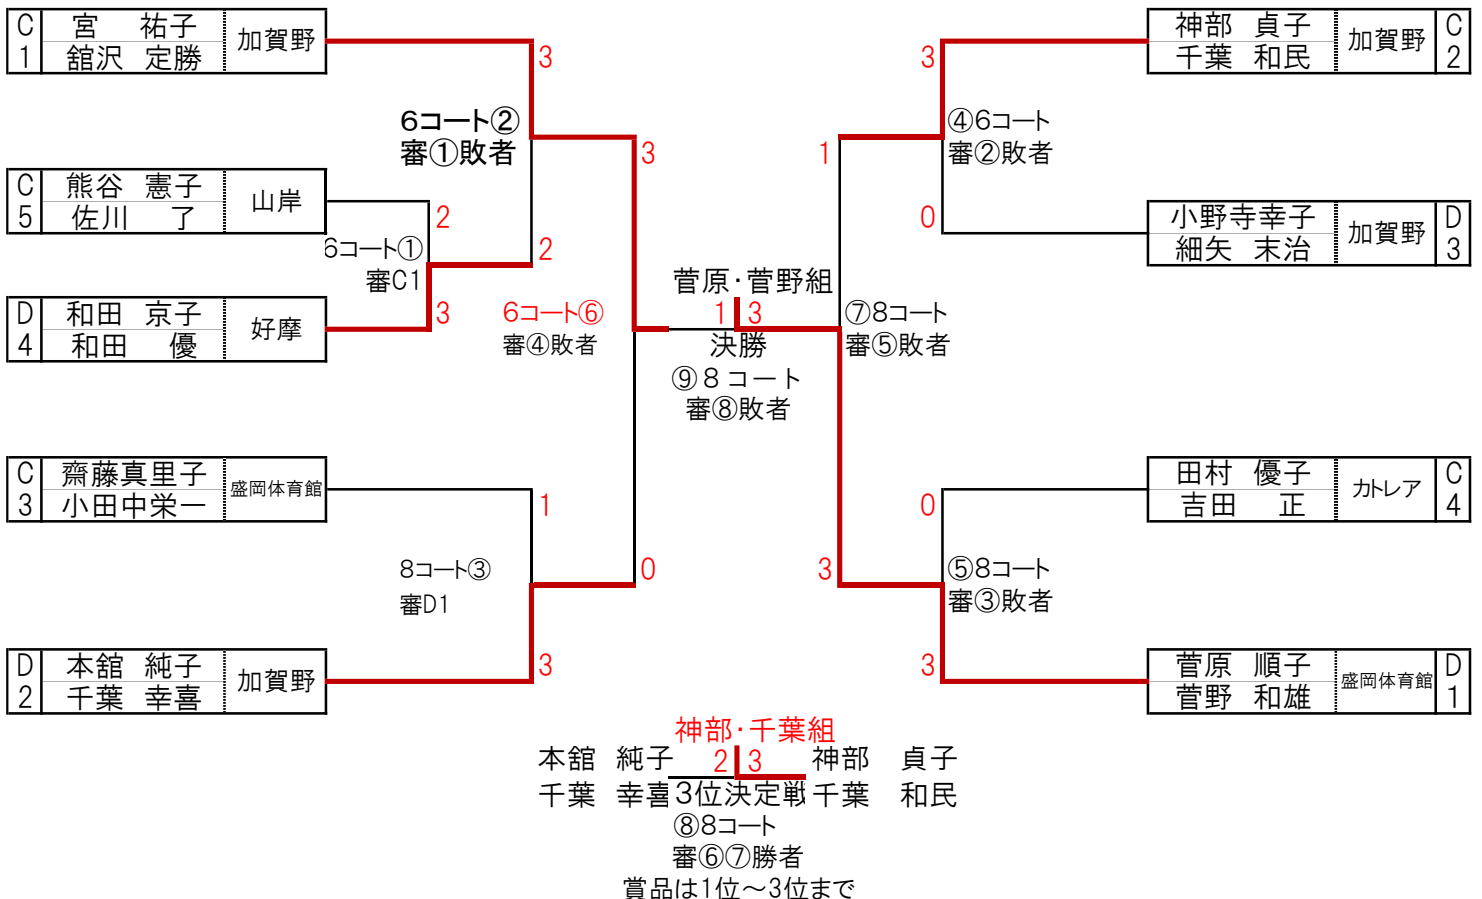 C 1 宮 祐子 加賀野
舘沢 定勝
3
6コート②
審①敗者
C 5 熊谷 憲子 山岸
佐川 了
2
6コート①
審C1
D 4 和田 京子 好摩
和田 優
3
2
3
6コート⑥
審④敗者
C 3 齋藤真里子 盛岡体育館
小田中栄一
1
8コート③
審D1
D 2 本舘 純子 加賀野
千葉 幸喜
3
0
菅原・菅野組
1 3
決勝
⑨8コート
審⑧敗者
神部 貞子 加賀野 C 2
千葉 和民
3
④6コート
審②敗者
1
小野寺幸子 加賀野 D 3
細矢 末治
0
⑦8コート
審⑤敗者
田村 優子 カトレア C 4
吉田 正
0
⑤8コート
審③敗者
3
菅原 順子 盛岡体育館 D 1
菅野 和雄
3
神部・千葉組
本舘 純子 2 3 神部 貞子
千葉 幸喜 3位決定戦 千葉 和民
⑧8コート
審⑥⑦勝者
賞品は1位～3位まで